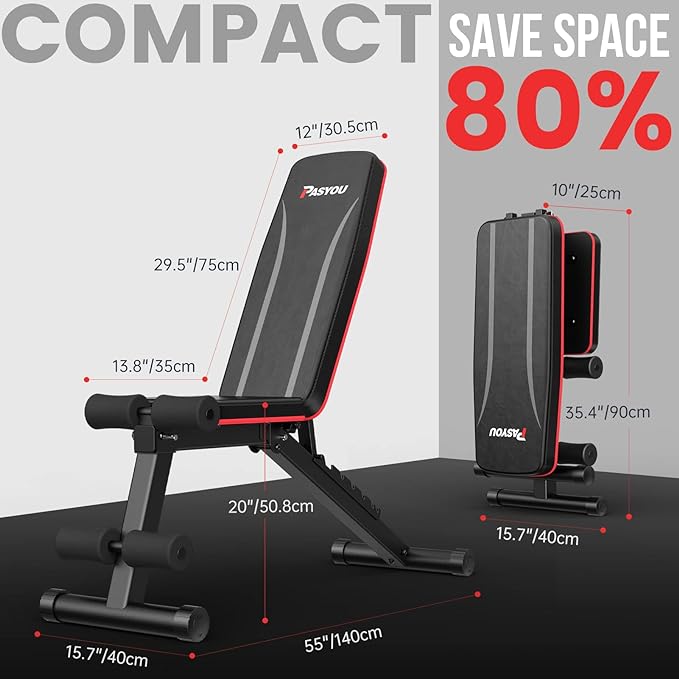 COMPACT
SAVE SPACE
80%
12"/30.5cm
PASYOU
29.5"/75cm
13.8"/35cm
20"/50.8cm
15.7"/40cm
55"/140cm
10"/25cm
35.4"/90cm
PASYOU
15.7"/40cm